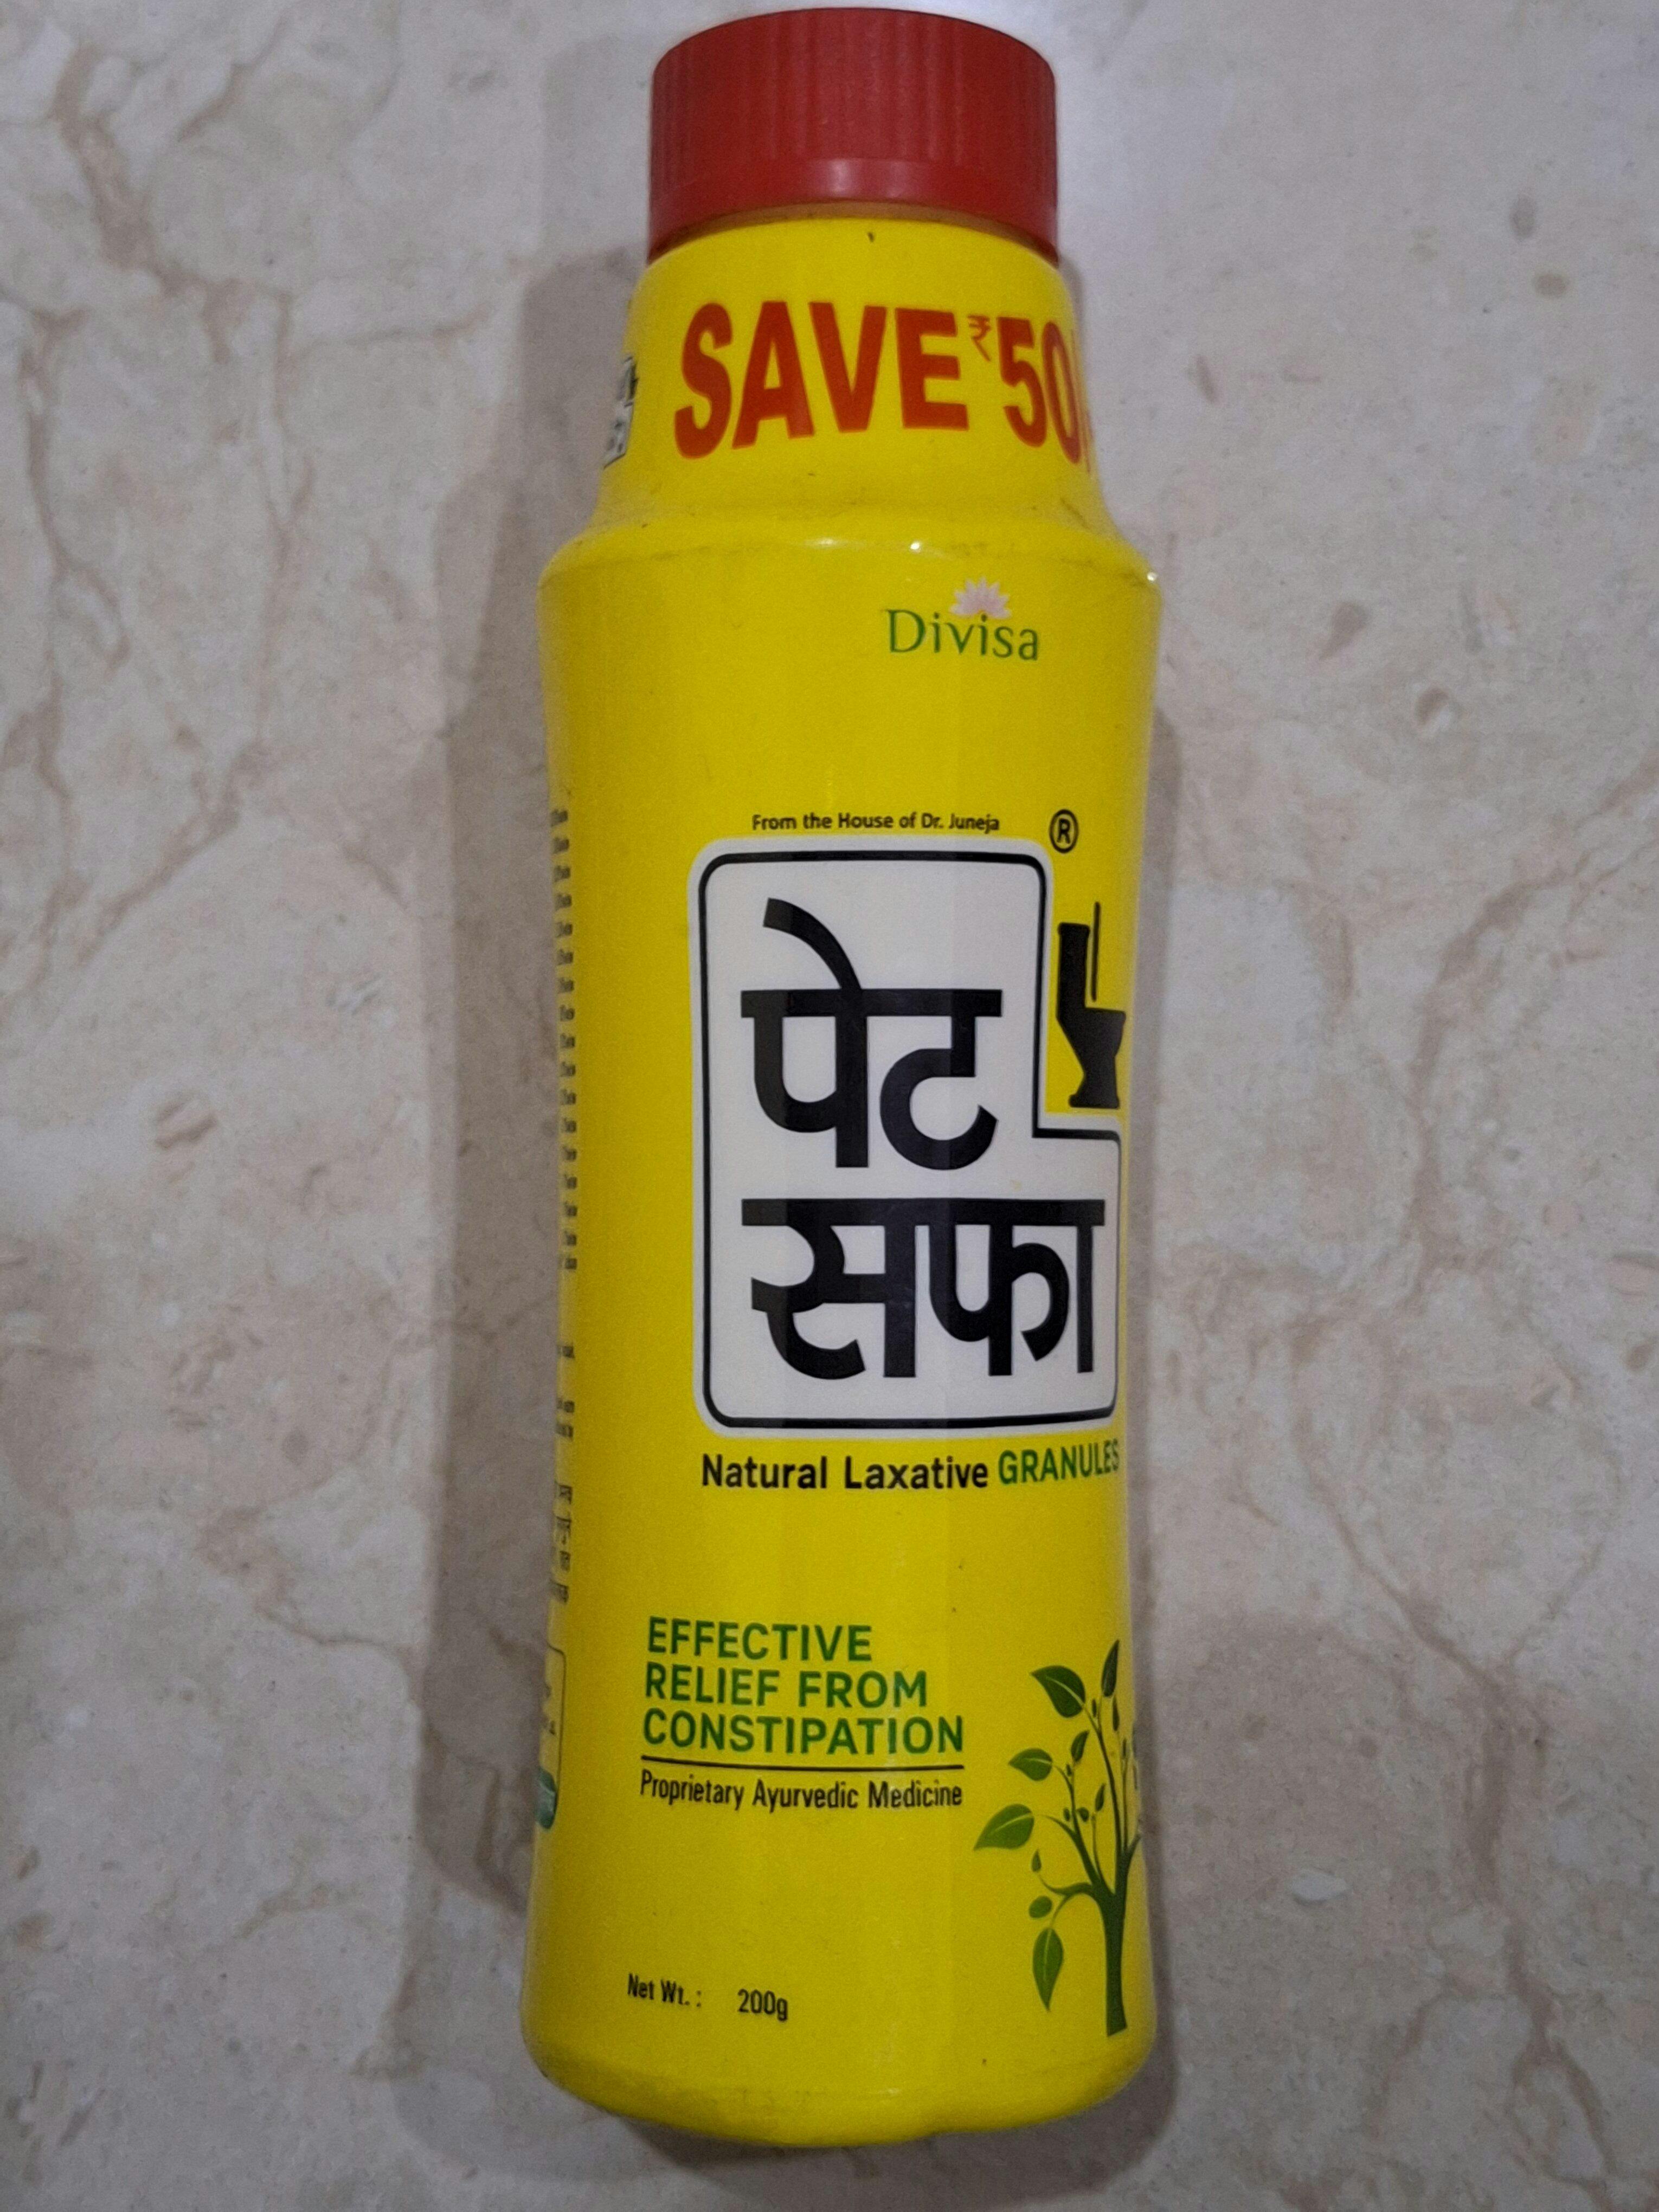 SAVE ₹50/
Divisa
From the House of Dr. Juneja
®
पेट
सफा
Natural Laxative GRANULES
EFFECTIVE
RELIEF FROM
CONSTIPATION
Proprietary Ayurvedic Medicine
Net Wt.: 200g